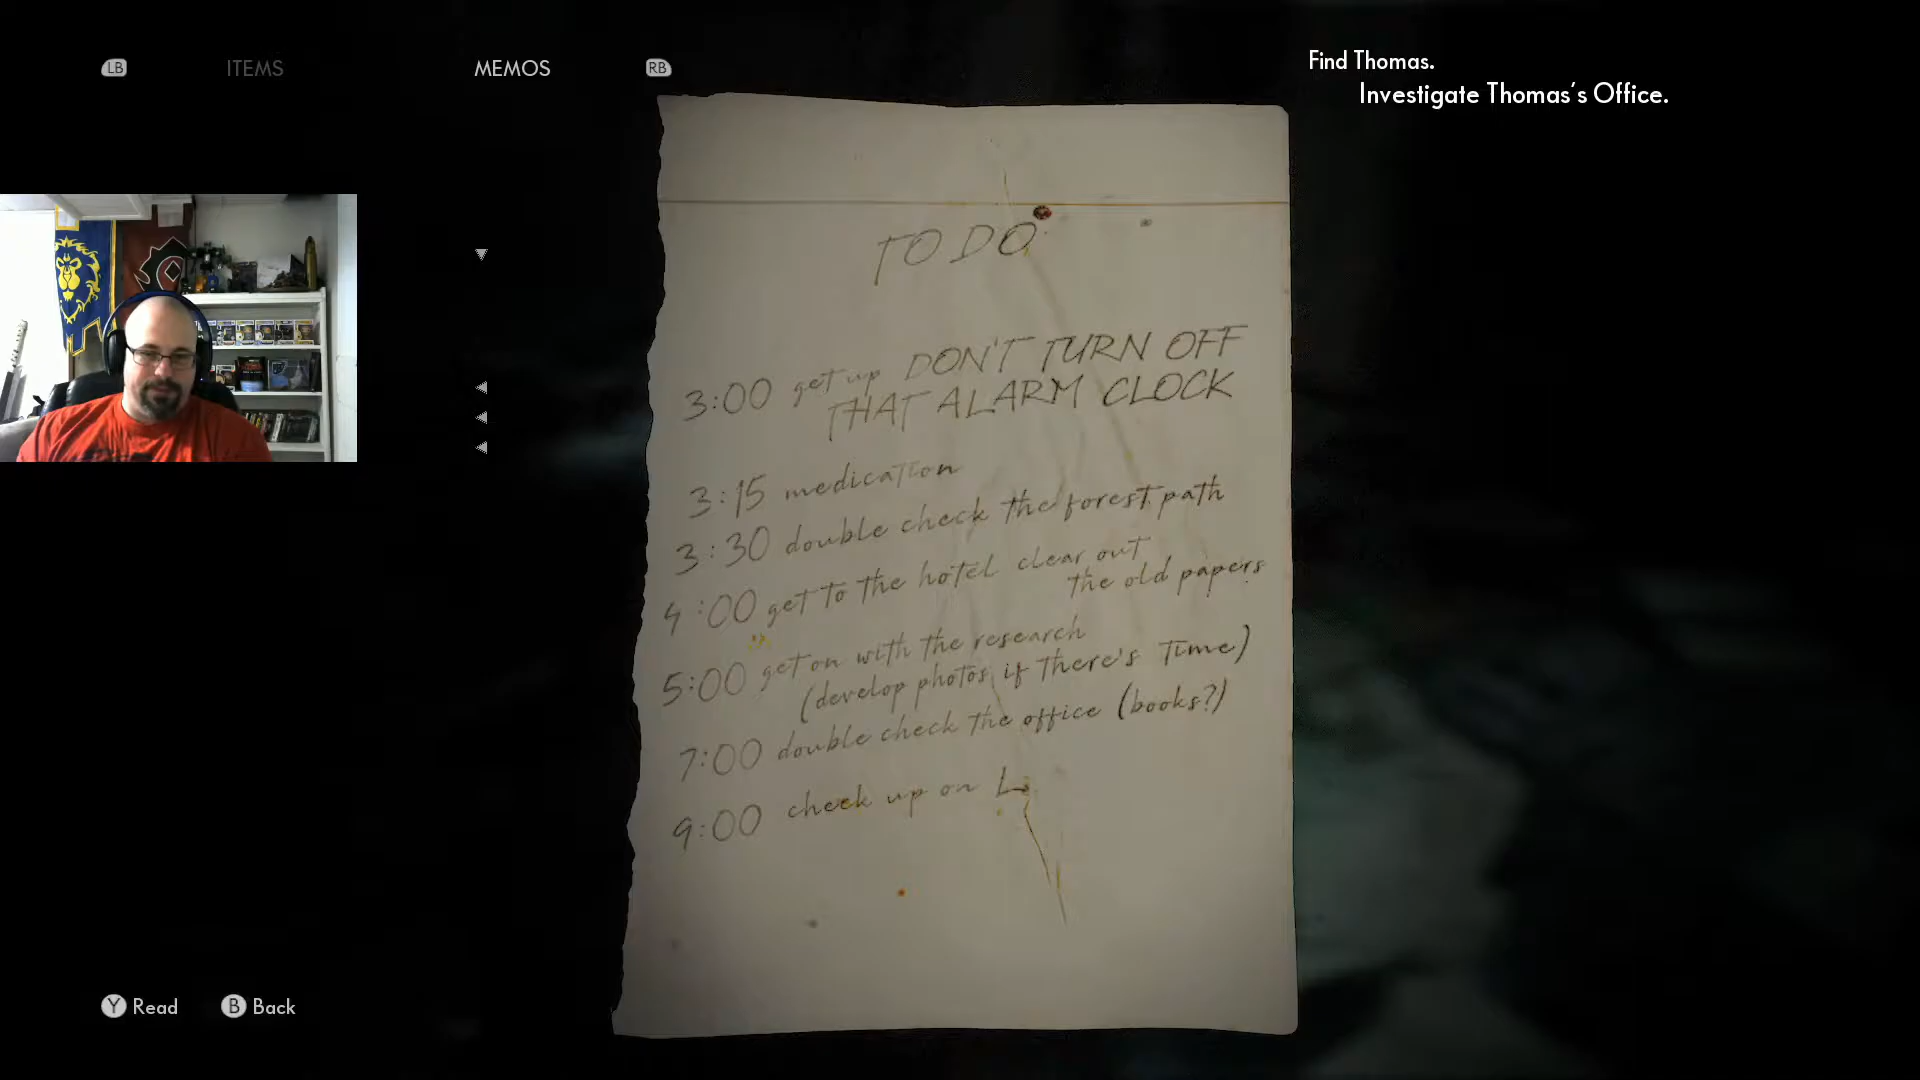 LB ITEMS MEMOS RB
Find Thomas.
Investigate Thomas's Office.
TO DO
3:00 get up DON'T TURN OFF
THAT ALARM CLOCK
3:15 medication
3:30 double check the forest path
4:00 get to the hotel clear out
the old papers
5:00 get on with the research
(develop photos if there's time)
7:00 double check the office (books?)
9:00 check up on L.
Y Read B Back